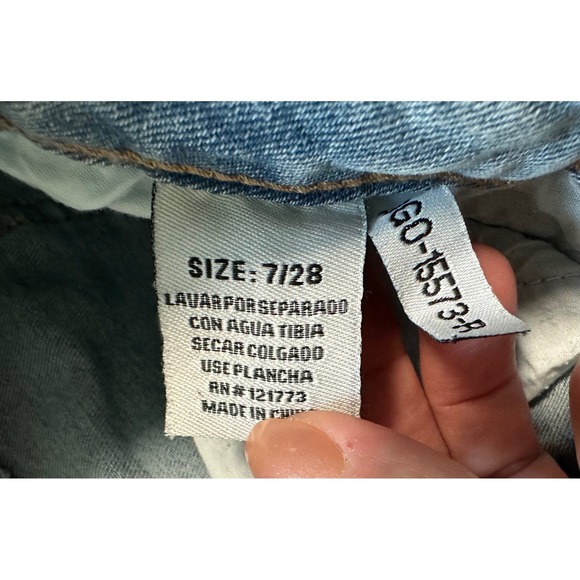 SIZE: 7/28
LAVAR POR SEPARADO
CON AGUA TIBIA
SECAR COLGADO
USE PLANCHA
RN# 121773
MADE IN CHINA
GO-15573-R